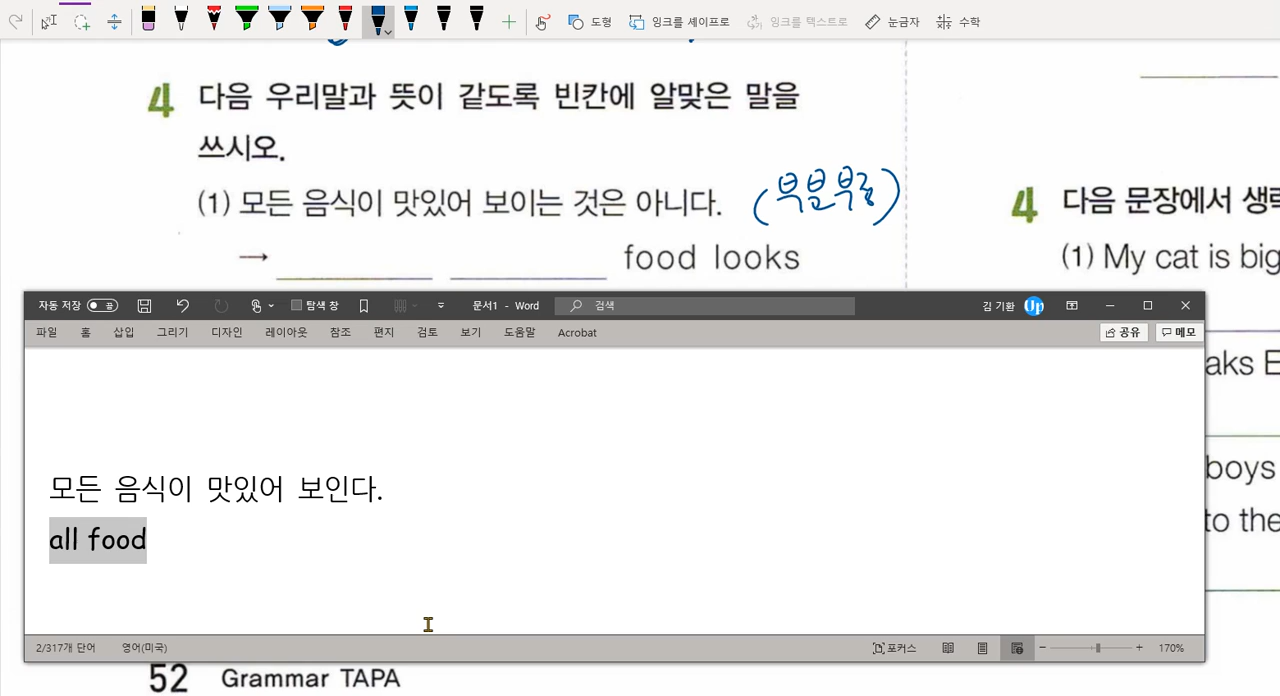 도형
잉크를 셰이프로
잉크를 텍스트로
눈금자
수학
4 다음 우리말과 뜻이 같도록 빈칸에 알맞은 말을
쓰시오.
(1) 모든 음식이 맛있어 보이는 것은 아니다. (부분부정)
→ food looks
4 다음 문장에서 생략
(1) My cat is big
자동 저장 끔
탐색 창
문서1 - Word
검색
김 기환
파일 홈 삽입 그리기 디자인 레이아웃 참조 편지 검토 보기 도움말 Acrobat
공유 메모
aks E
모든 음식이 맛있어 보인다.
all food
boys
to the
2/317개 단어 영어(미국)
포커스
170%
52 Grammar TAPA